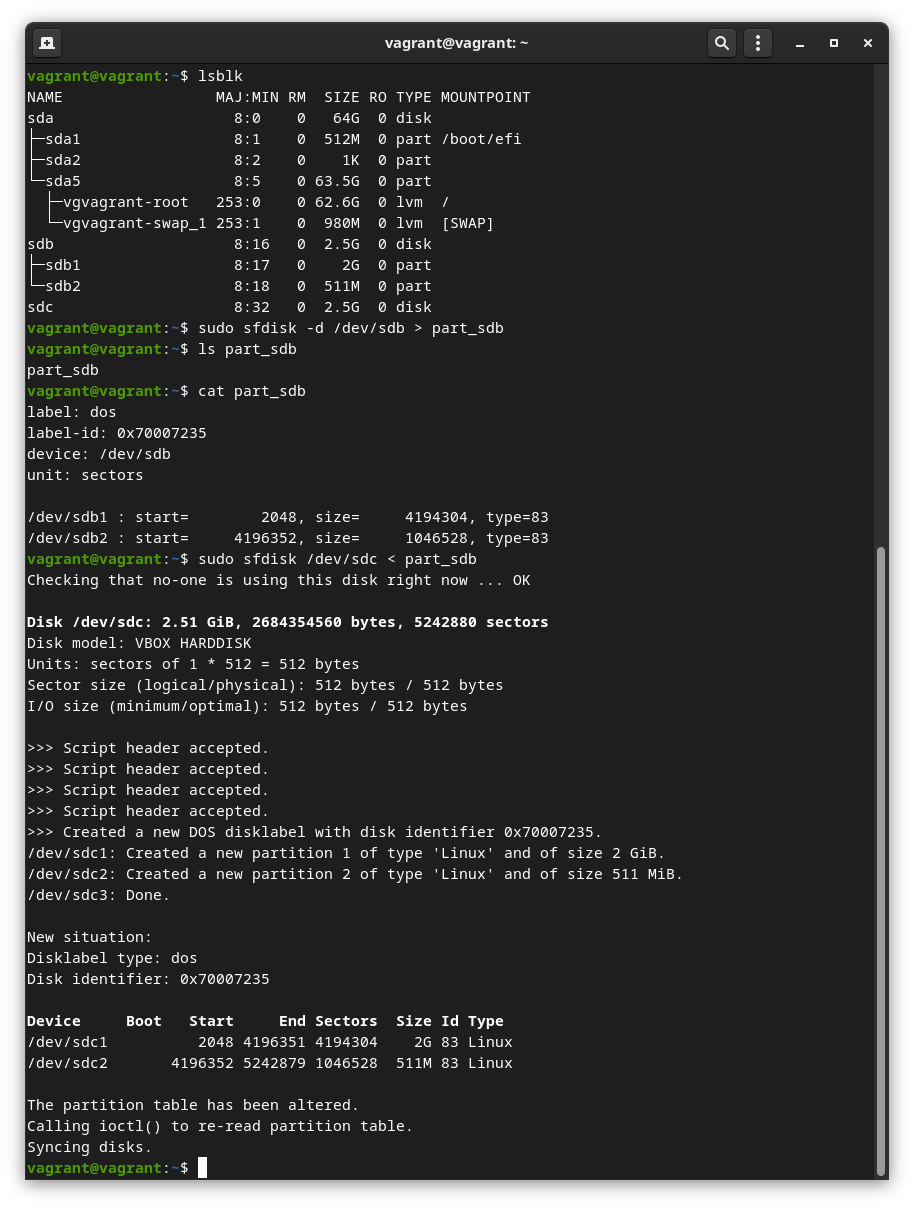 vagrant@vagrant: ~
vagrant@vagrant:~$ lsblk
NAME                 MAJ:MIN RM  SIZE RO TYPE MOUNTPOINT
sda                    8:0    0   64G  0 disk
├─sda1                 8:1    0  512M  0 part /boot/efi
├─sda2                 8:2    0    1K  0 part
└─sda5                 8:5    0 63.5G  0 part
  ├─vgvagrant-root   253:0    0 62.6G  0 lvm  /
  └─vgvagrant-swap_1 253:1    0  980M  0 lvm  [SWAP]
sdb                    8:16   0  2.5G  0 disk
├─sdb1                 8:17   0    2G  0 part
└─sdb2                 8:18   0  511M  0 part
sdc                    8:32   0  2.5G  0 disk
vagrant@vagrant:~$ sudo sfdisk -d /dev/sdb > part_sdb
vagrant@vagrant:~$ ls part_sdb
part_sdb
vagrant@vagrant:~$ cat part_sdb
label: dos
label-id: 0x70007235
device: /dev/sdb
unit: sectors

/dev/sdb1 : start=        2048, size=     4194304, type=83
/dev/sdb2 : start=     4196352, size=     1046528, type=83
vagrant@vagrant:~$ sudo sfdisk /dev/sdc < part_sdb
Checking that no-one is using this disk right now ... OK

Disk /dev/sdc: 2.51 GiB, 2684354560 bytes, 5242880 sectors
Disk model: VBOX HARDDISK
Units: sectors of 1 * 512 = 512 bytes
Sector size (logical/physical): 512 bytes / 512 bytes
I/O size (minimum/optimal): 512 bytes / 512 bytes

>>> Script header accepted.
>>> Script header accepted.
>>> Script header accepted.
>>> Script header accepted.
>>> Created a new DOS disklabel with disk identifier 0x70007235.
/dev/sdc1: Created a new partition 1 of type 'Linux' and of size 2 GiB.
/dev/sdc2: Created a new partition 2 of type 'Linux' and of size 511 MiB.
/dev/sdc3: Done.

New situation:
Disklabel type: dos
Disk identifier: 0x70007235

Device     Boot   Start     End Sectors  Size Id Type
/dev/sdc1          2048 4196351 4194304    2G 83 Linux
/dev/sdc2       4196352 5242879 1046528  511M 83 Linux

The partition table has been altered.
Calling ioctl() to re-read partition table.
Syncing disks.
vagrant@vagrant:~$